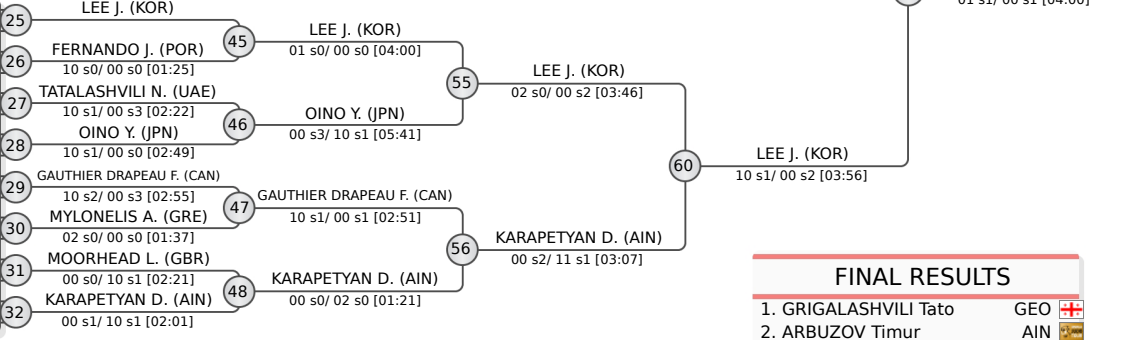 25
LEE J. (KOR)
26
FERNANDO J. (POR)
10 s0/ 00 s0 [01:25]
27
TATALASHVILI N. (UAE)
10 s1/ 00 s3 [02:22]
28
OINO Y. (JPN)
10 s1/ 00 s0 [02:49]
29
GAUTHIER DRAPEAU F. (CAN)
10 s2/ 00 s3 [02:55]
30
MYLONELIS A. (GRE)
02 s0/ 00 s0 [01:37]
31
MOORHEAD L. (GBR)
00 s0/ 10 s1 [02:21]
32
KARAPETYAN D. (AIN)
00 s1/ 10 s1 [02:01]
45
LEE J. (KOR)
01 s0/ 00 s0 [04:00]
46
OINO Y. (JPN)
00 s3/ 10 s1 [05:41]
47
GAUTHIER DRAPEAU F. (CAN)
10 s1/ 00 s1 [02:51]
48
KARAPETYAN D. (AIN)
00 s0/ 02 s0 [01:21]
55
LEE J. (KOR)
02 s0/ 00 s2 [03:46]
56
KARAPETYAN D. (AIN)
00 s2/ 11 s1 [03:07]
60
LEE J. (KOR)
10 s1/ 00 s2 [03:56]
01 s1/ 00 s1 [04:00]
FINAL RESULTS
1. GRIGALASHVILI Tato GEO
2. ARBUZOV Timur AIN